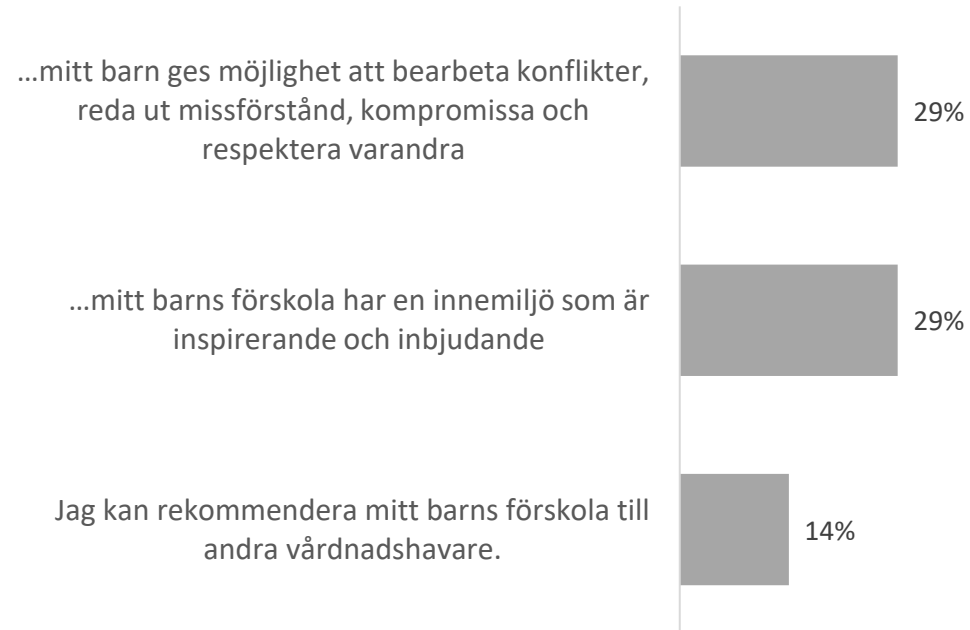 …mitt barn ges möjlighet att bearbeta konflikter,
reda ut missförstånd, kompromissa och
respektera varandra
29%
…mitt barns förskola har en innemiljö som är
inspirerande och inbjudande
29%
Jag kan rekommendera mitt barns förskola till
andra vårdnadshavare.
14%